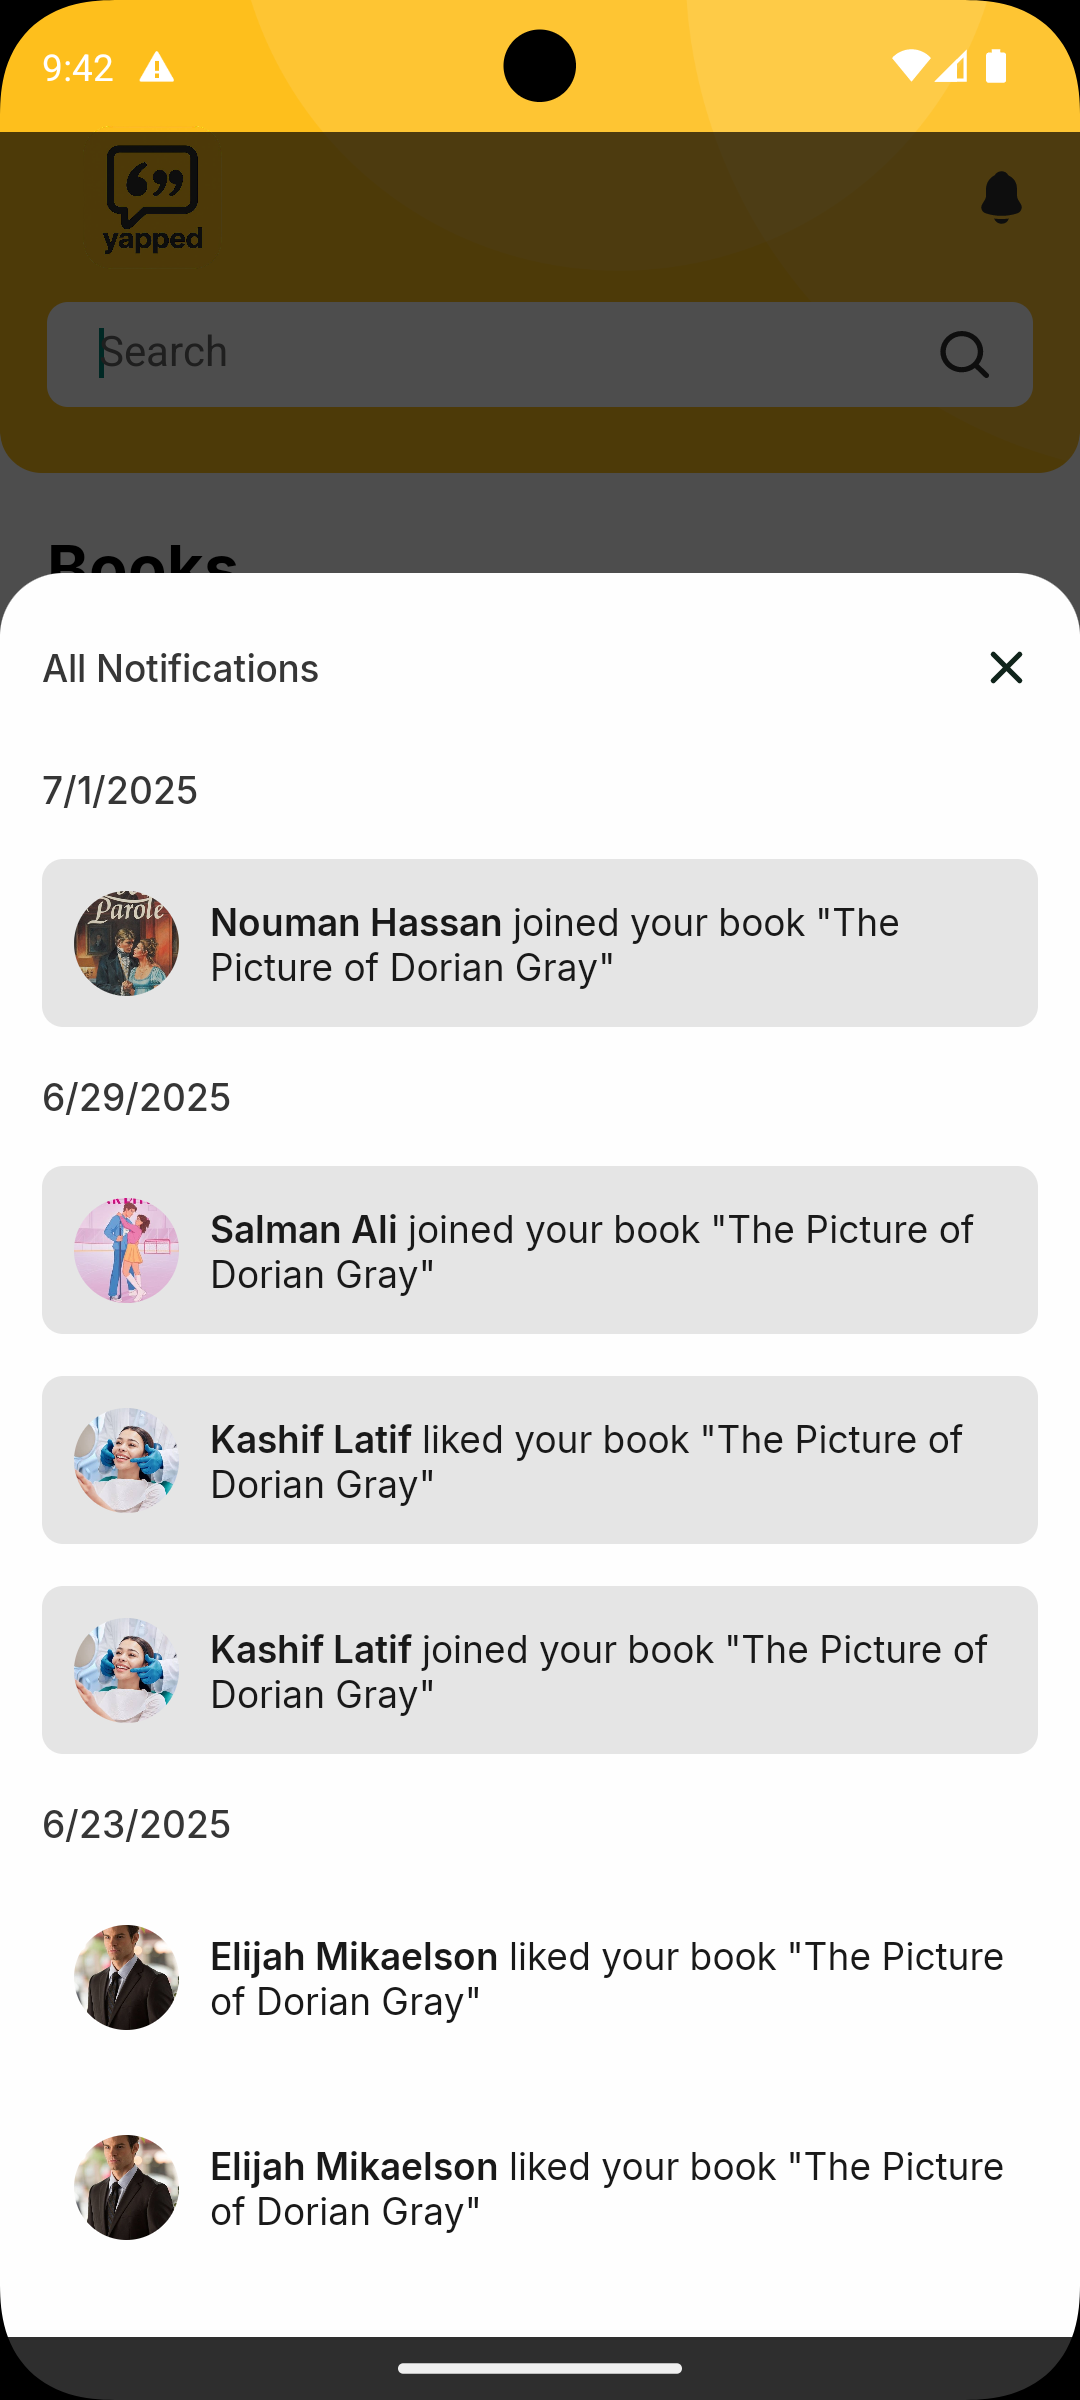 9:42
yapped
Search
Books
All Notifications
7/1/2025
Parole
Nouman Hassan joined your book "The
Picture of Dorian Gray"
6/29/2025
Salman Ali joined your book "The Picture of
Dorian Gray"
Kashif Latif liked your book "The Picture of
Dorian Gray"
Kashif Latif joined your book "The Picture of
Dorian Gray"
6/23/2025
Elijah Mikaelson liked your book "The Picture
of Dorian Gray"
Elijah Mikaelson liked your book "The Picture
of Dorian Gray"